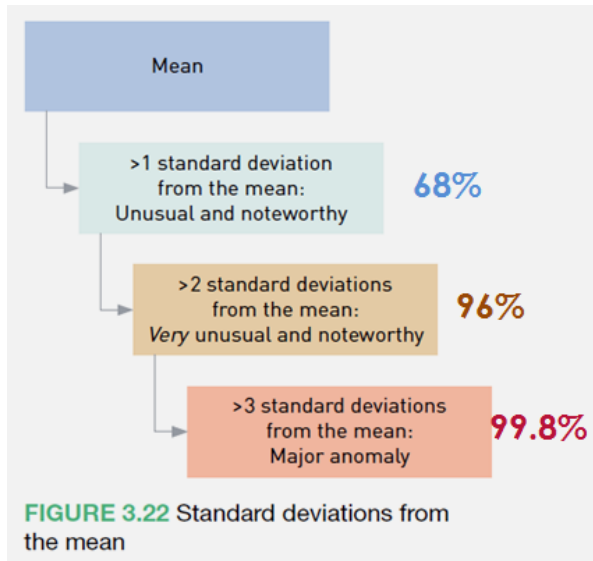 Mean
>1 standard deviation
from the mean:
Unusual and noteworthy
68%
>2 standard deviations
from the mean:
Very unusual and noteworthy
96%
>3 standard deviations
from the mean:
Major anomaly
99.8%
FIGURE 3.22 Standard deviations from
the mean